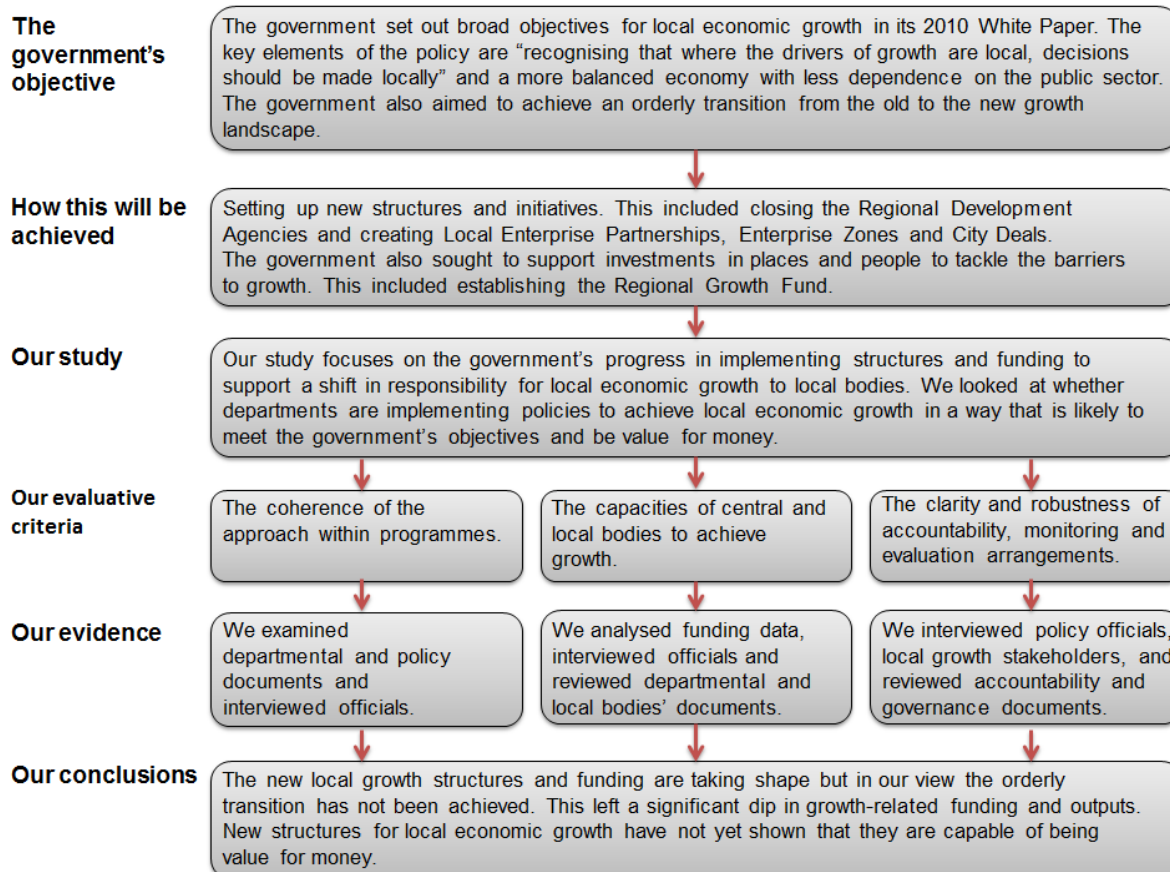 The
government's
objective
The government set out broad objectives for local economic growth in its 2010 White Paper. The
key elements of the policy are “recognising that where the drivers of growth are local, decisions
should be made locally” and a more balanced economy with less dependence on the public sector.
The government also aimed to achieve an orderly transition from the old to the new growth
landscape.
How this will be
achieved
Setting up new structures and initiatives. This included closing the Regional Development
Agencies and creating Local Enterprise Partnerships, Enterprise Zones and City Deals.
The government also sought to support investments in places and people to tackle the barriers
to growth. This included establishing the Regional Growth Fund.
Our study
Our study focuses on the government's progress in implementing structures and funding to
support a shift in responsibility for local economic growth to local bodies. We looked at whether
departments are implementing policies to achieve local economic growth in a way that is likely to
meet the government's objectives and be value for money.
Our evaluative
criteria
The coherence of the
approach within programmes.
The capacities of central and
local bodies to achieve
growth.
The clarity and robustness of
accountability, monitoring and
evaluation arrangements.
Our evidence
We examined
departmental and policy
documents and
interviewed officials.
We analysed funding data,
interviewed officials and
reviewed departmental and
local bodies' documents.
We interviewed policy officials,
local growth stakeholders, and
reviewed accountability and
governance documents.
Our conclusions
The new local growth structures and funding are taking shape but in our view the orderly
transition has not been achieved. This left a significant dip in growth-related funding and outputs.
New structures for local economic growth have not yet shown that they are capable of being
value for money.